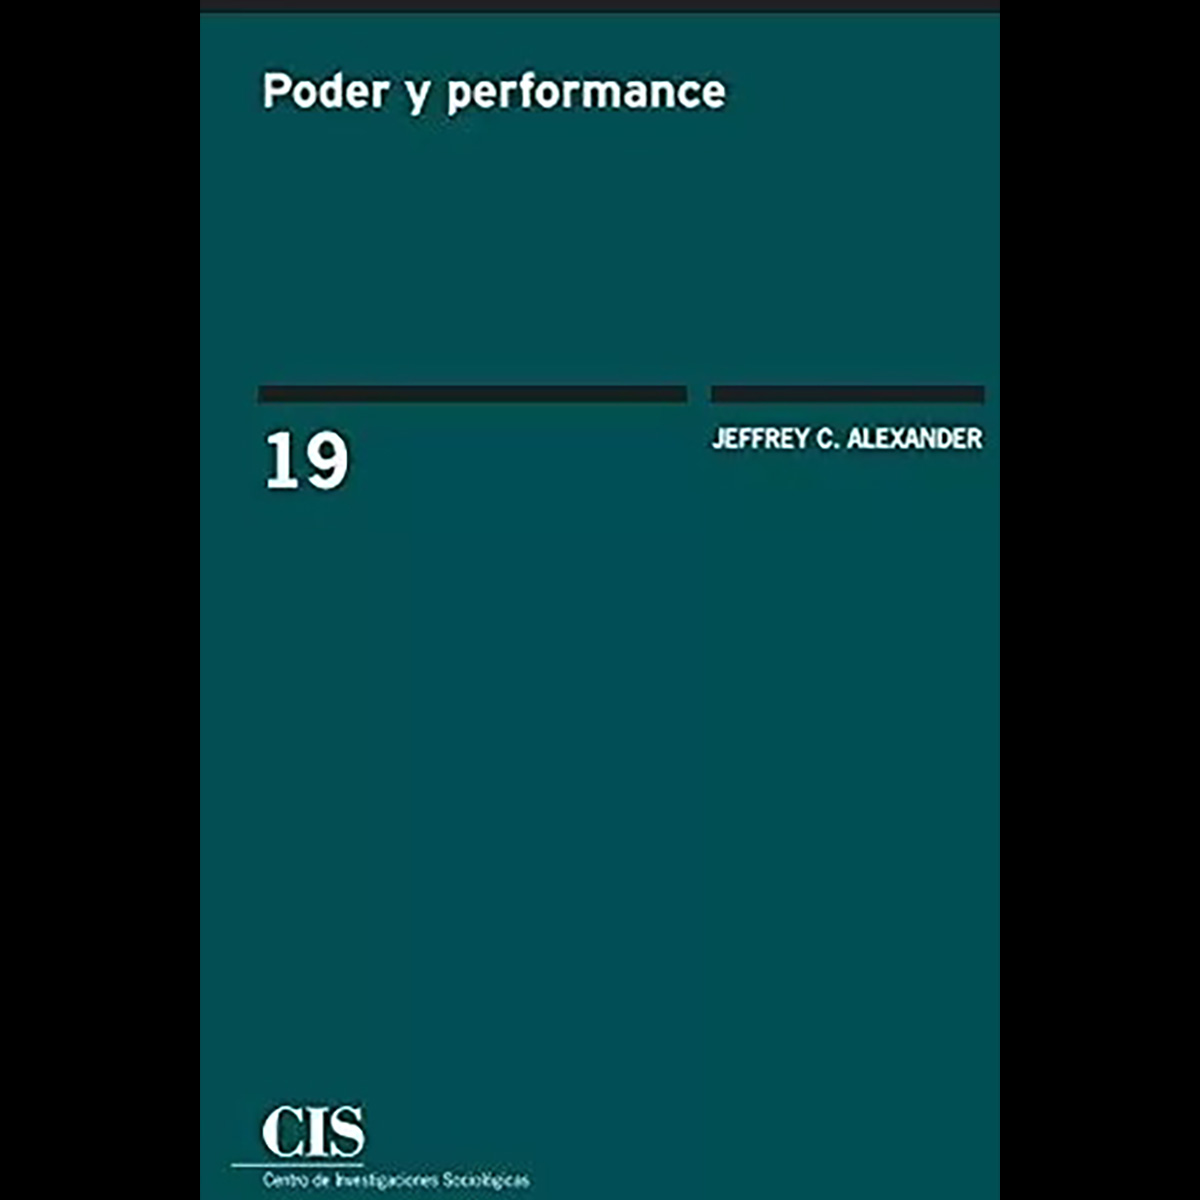 Poder y performance
19
JEFFREY C. ALEXANDER
CIS
Centro de Investigaciones Sociológicas